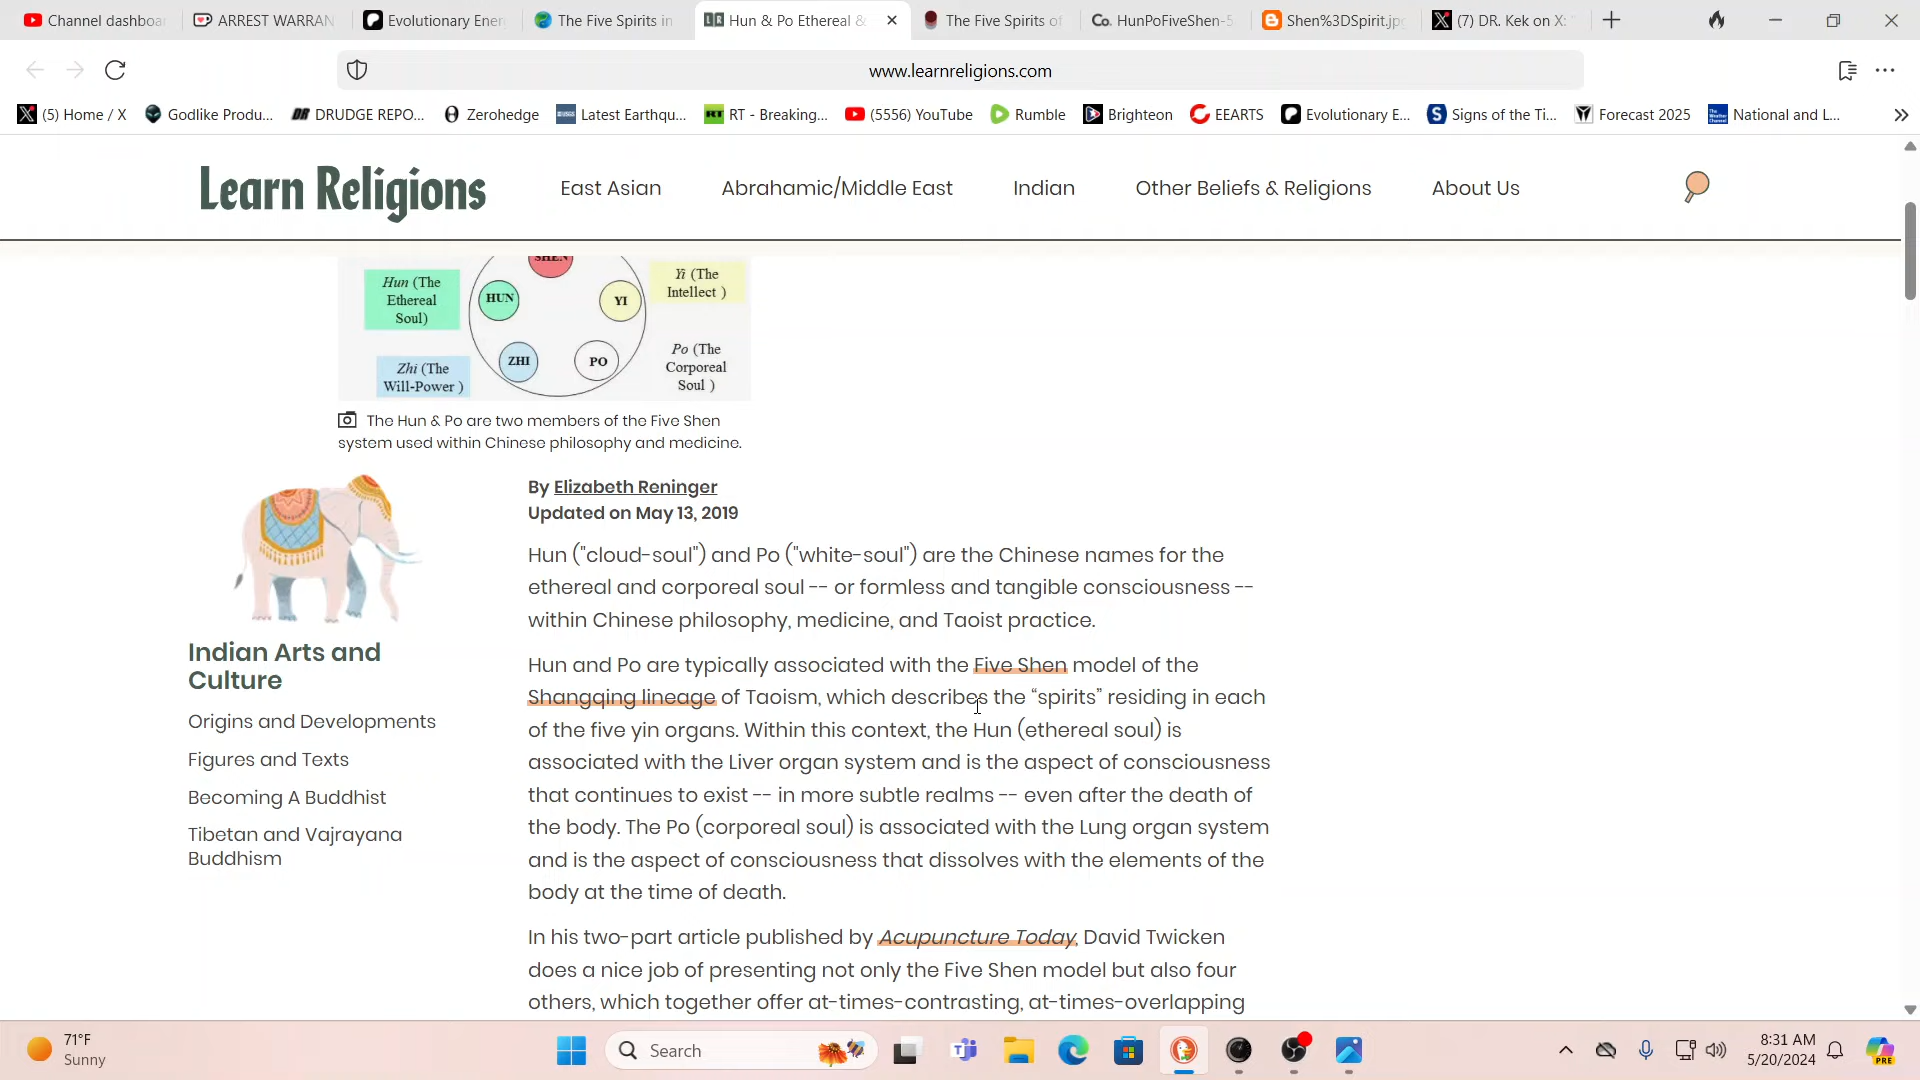 Channel dashboa
ARREST WARRAN
Evolutionary Ener
The Five Spirits in
Hun & Po Ethereal &
The Five Spirits of
Co. HunPoFiveShen-5
Shen%3DSpirit.jpg
(7) DR. Kek on X: "
www.learnreligions.com
(5) Home / X
Godlike Produ...
DRUDGE REPO...
Zerohedge
Latest Earthqu...
RT - Breaking...
(5556) YouTube
Rumble
Brighteon
EEARTS
Evolutionary E...
Signs of the Ti...
Forecast 2025
National and L...
Learn Religions
East Asian
Abrahamic/Middle East
Indian
Other Beliefs & Religions
About Us
SHEN
Hun (The
Ethereal
Soul)
HUN
YI
Yi (The
Intellect )
Zhi (The
Will-Power )
ZHI
PO
Po (The
Corporeal
Soul )
The Hun & Po are two members of the Five Shen
system used within Chinese philosophy and medicine.
By Elizabeth Reninger
Updated on May 13, 2019
Hun ("cloud-soul") and Po ("white-soul") are the Chinese names for the
ethereal and corporeal soul -- or formless and tangible consciousness --
within Chinese philosophy, medicine, and Taoist practice.
Hun and Po are typically associated with the Five Shen model of the
Shangqing lineage of Taoism, which describes the “spirits” residing in each
of the five yin organs. Within this context, the Hun (ethereal soul) is
associated with the Liver organ system and is the aspect of consciousness
that continues to exist -- in more subtle realms -- even after the death of
the body. The Po (corporeal soul) is associated with the Lung organ system
and is the aspect of consciousness that dissolves with the elements of the
body at the time of death.
In his two-part article published by Acupuncture Today, David Twicken
does a nice job of presenting not only the Five Shen model but also four
others, which together offer at-times-contrasting, at-times-overlapping
Indian Arts and
Culture
Origins and Developments
Figures and Texts
Becoming A Buddhist
Tibetan and Vajrayana
Buddhism
71°F
Sunny
Search
8:31 AM
5/20/2024
PRE